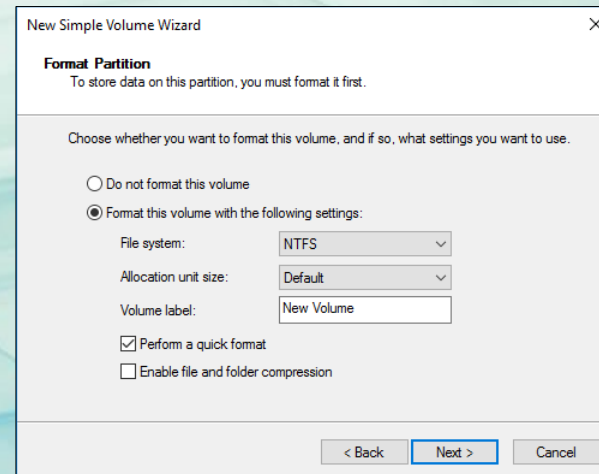 New Simple Volume Wizard
Format Partition
To store data on this partition, you must format it first.
Choose whether you want to format this volume, and if so, what settings you want to use.
Do not format this volume
Format this volume with the following settings:
File system: NTFS
Allocation unit size: Default
Volume label: New Volume
Perform a quick format
Enable file and folder compression
< Back Next > Cancel